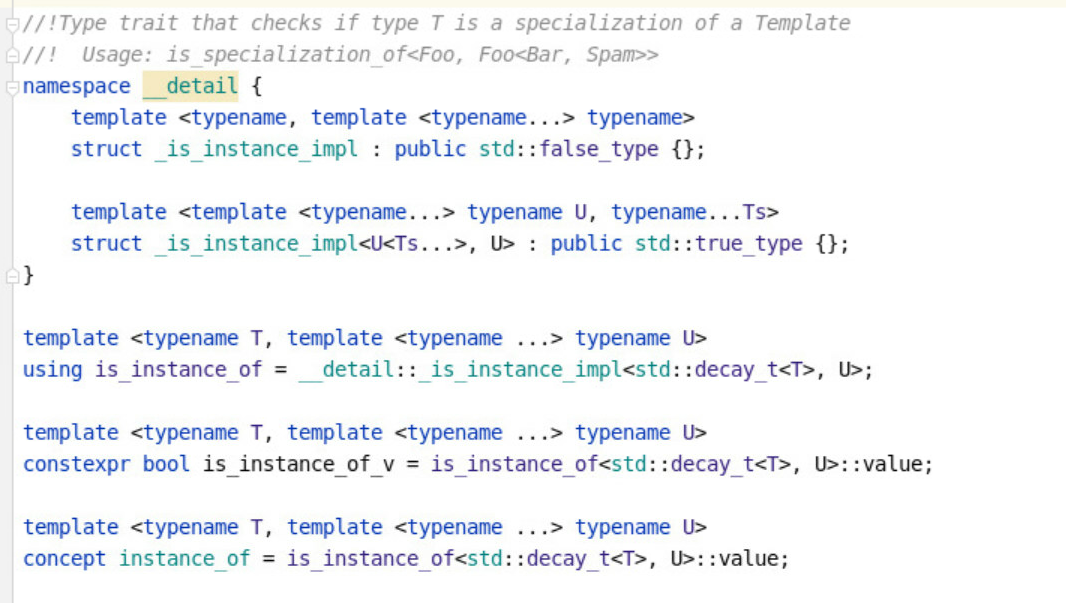 //!Type trait that checks if type T is a specialization of a Template
//!  Usage: is_specialization_of<Foo, Foo<Bar, Spam>>
namespace __detail {
    template <typename, template <typename...> typename>
    struct _is_instance_impl : public std::false_type {};

    template <template <typename...> typename U, typename...Ts>
    struct _is_instance_impl<U<Ts...>, U> : public std::true_type {};
}

template <typename T, template <typename ...> typename U>
using is_instance_of = __detail::_is_instance_impl<std::decay_t<T>, U>;

template <typename T, template <typename ...> typename U>
constexpr bool is_instance_of_v = is_instance_of<std::decay_t<T>, U>::value;

template <typename T, template <typename ...> typename U>
concept instance_of = is_instance_of<std::decay_t<T>, U>::value;